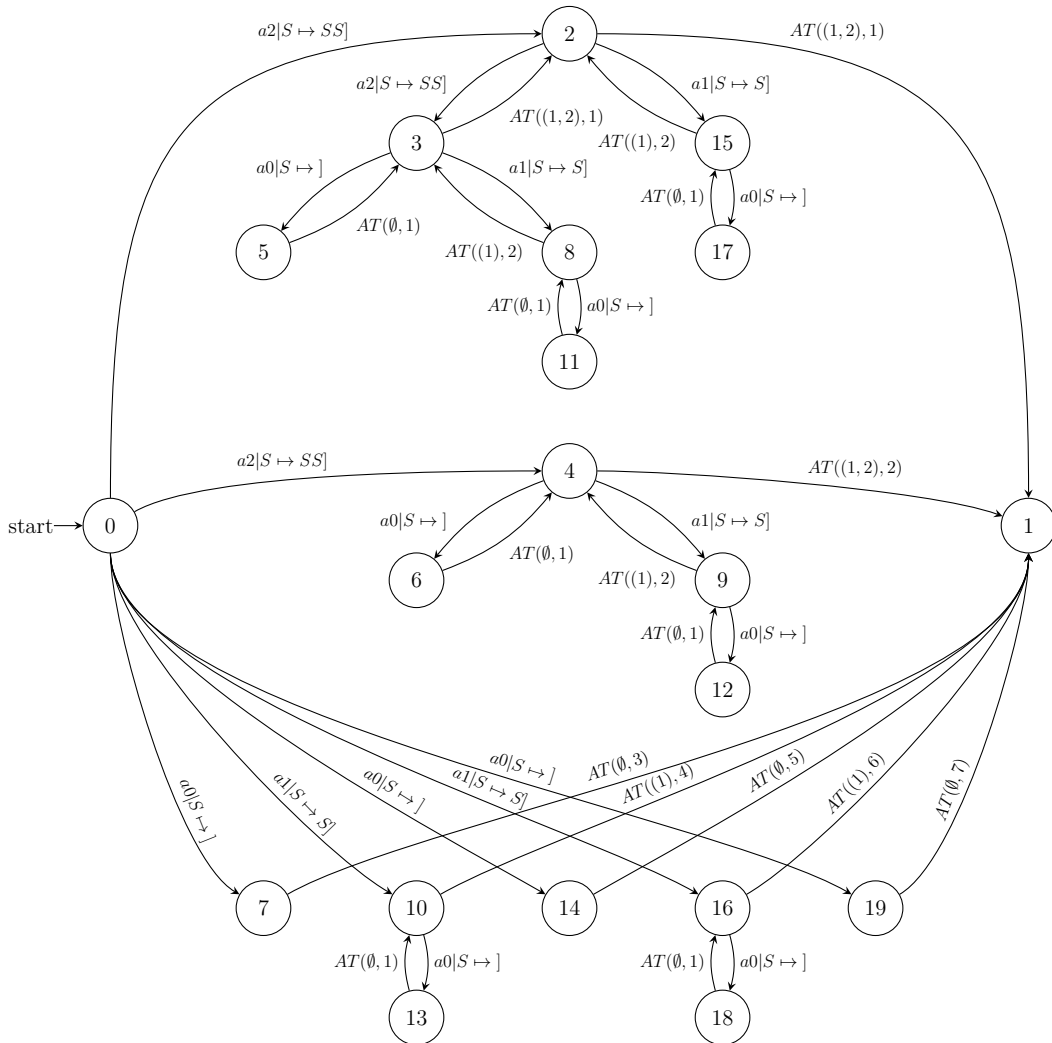 2
a2|S ↦ SS]
AT((1, 2), 1)
a2|S ↦ SS]
a1|S ↦ S]
AT((1, 2), 1)
3
AT((1), 2)
15
a0|S ↦ ]
a1|S ↦ S]
AT(∅, 1)
a0|S ↦ ]
AT(∅, 1)
AT((1), 2)
5
8
17
AT(∅, 1)
a0|S ↦ ]
11
a2|S ↦ SS]
4
AT((1, 2), 2)
start
0
a0|S ↦ ]
a1|S ↦ S]
1
AT(∅, 1)
AT((1), 2)
6
9
AT(∅, 1)
a0|S ↦ ]
12
a0|S ↦ ]
a1|S ↦ S]
a0|S ↦ ]
a1|S ↦ S]
a0|S ↦ ]
AT(∅, 3)
AT((1), 4)
AT(∅, 5)
AT((1), 6)
AT(∅, 7)
7
10
14
16
19
AT(∅, 1)
a0|S ↦ ]
AT(∅, 1)
a0|S ↦ ]
13
18